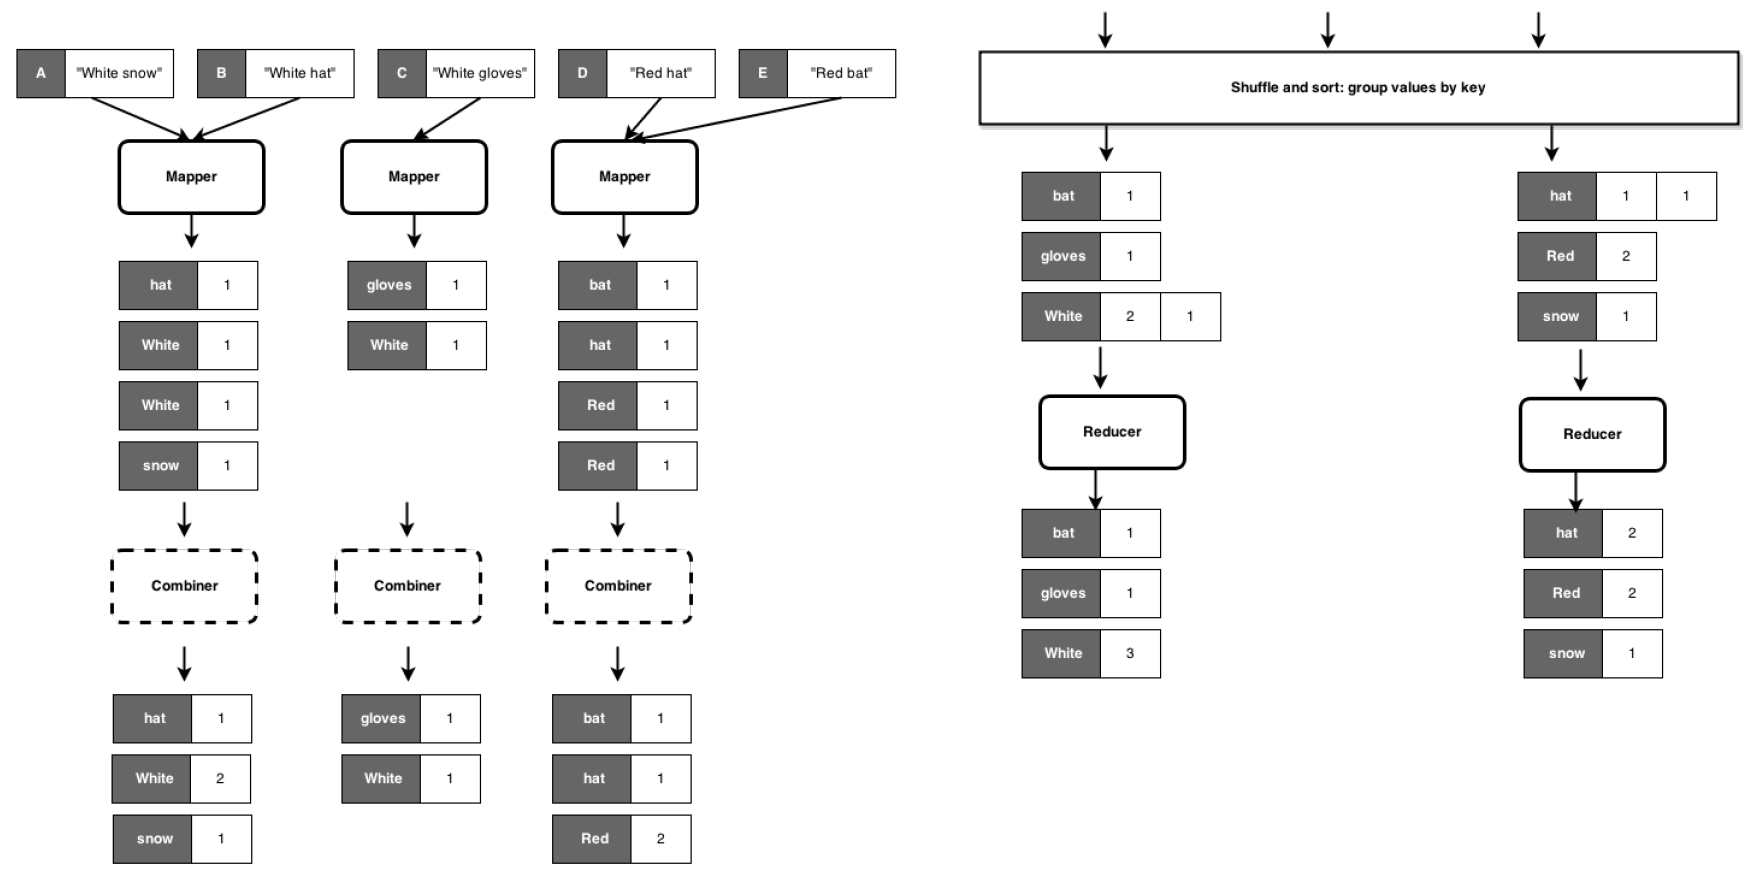 A "White snow" B "White hat" C "White gloves" D "Red hat" E "Red bat"
Mapper Mapper Mapper
hat 1 gloves 1 bat 1
White 1 White 1 hat 1
White 1 Red 1
snow 1 Red 1
Combiner Combiner Combiner
hat 1 gloves 1 bat 1
White 2 White 1 hat 1
snow 1 Red 2
Shuffle and sort: group values by key
bat 1 hat 1 1
gloves 1 Red 2
White 2 1 snow 1
Reducer Reducer
bat 1 hat 2
gloves 1 Red 2
White 3 snow 1